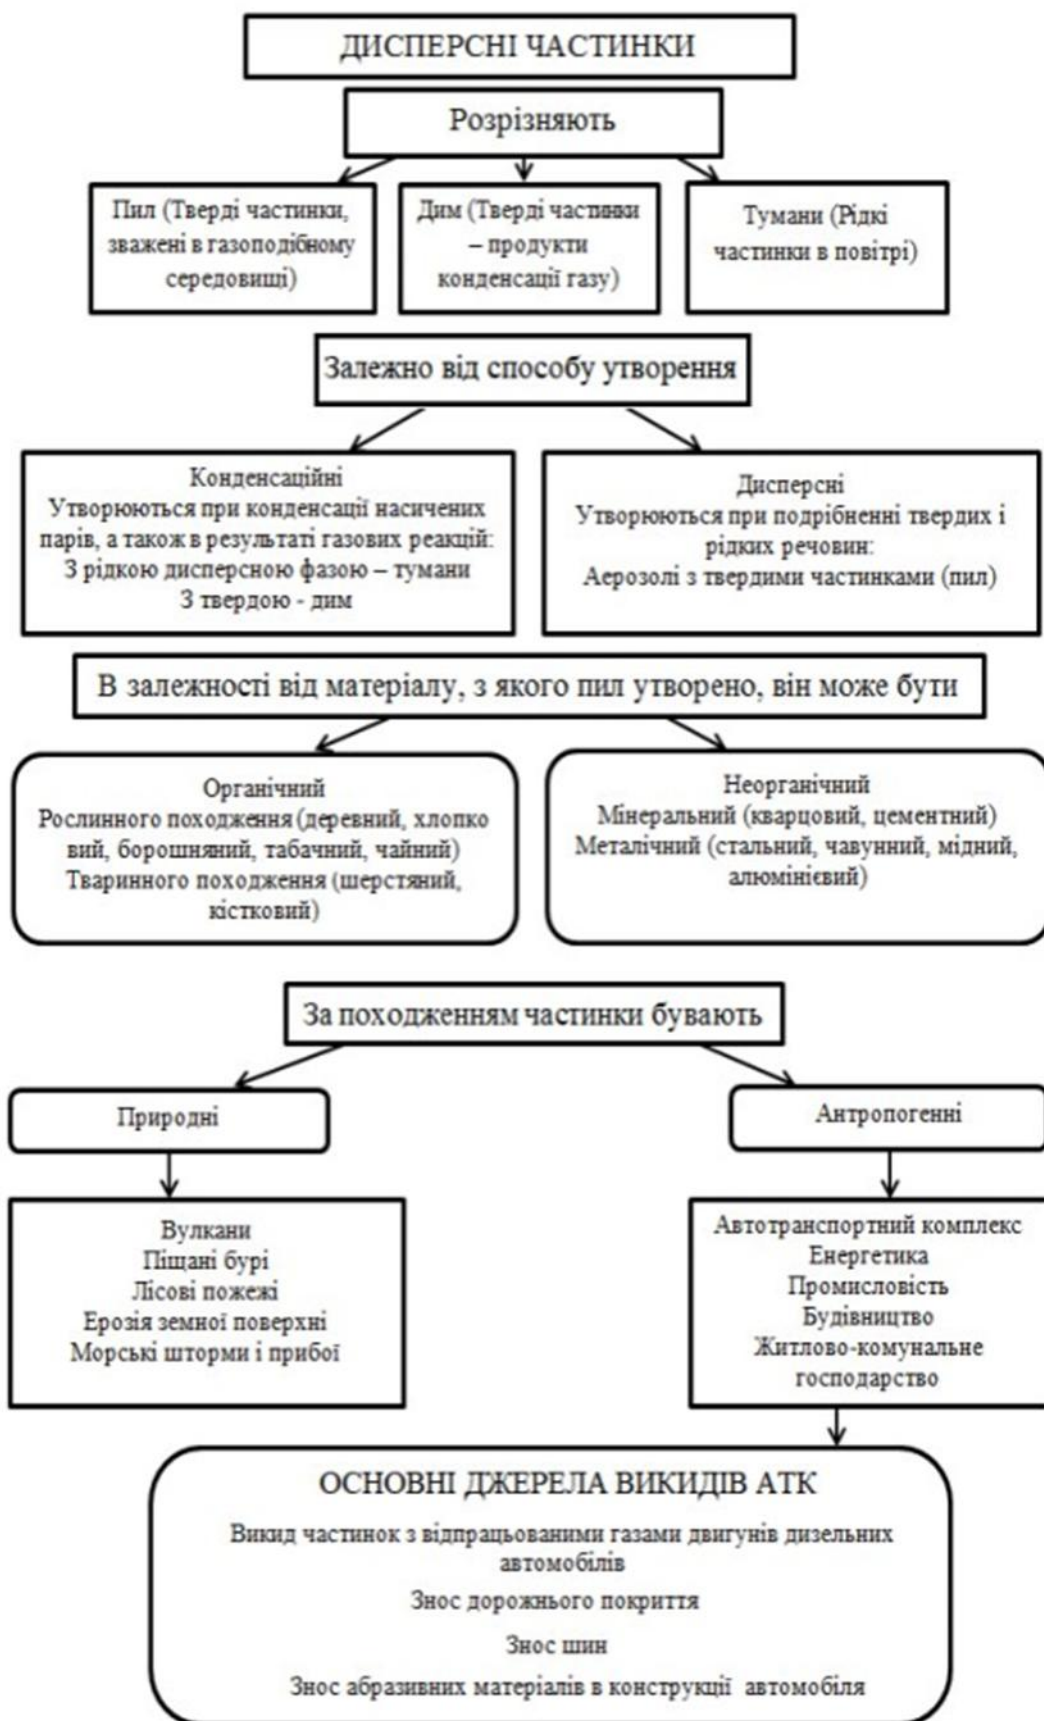 ДИСПЕРСНІ ЧАСТИНКИ
Розрізняють
Пил (Тверді частинки,
зважені в газоподібному
середовищі)
Дим (Тверді частинки
– продукти
конденсації газу)
Тумани (Рідкі
частинки в повітрі)
Залежно від способу утворення
Конденсаційні
Утворюються при конденсації насичених
парів, а також в результаті газових реакцій:
З рідкою дисперсною фазою – тумани
З твердою - дим
Дисперсні
Утворюються при подрібненні твердих і
рідких речовин:
Аерозолі з твердими частинками (пил)
В залежності від матеріалу, з якого пил утворено, він може бути
Органічний
Рослинного походження (деревний, хлопко
вий, борошняний, табачний, чайний)
Тваринного походження (шерстяний,
кістковий)
Неорганічний
Мінеральний (кварцовий, цементний)
Металічний (стальний, чавунний, мідний,
алюмінієвий)
За походженням частинки бувають
Природні
Антропогенні
Вулкани
Піщані бурі
Лісові пожежі
Ерозія земної поверхні
Морські шторми і прибої
Автотранспортний комплекс
Енергетика
Промисловість
Будівництво
Житлово-комунальне
господарство
ОСНОВНІ ДЖЕРЕЛА ВИКИДІВ АТК
Викид частинок з відпрацьованими газами двигунів дизельних
автомобілів
Знос дорожнього покриття
Знос шин
Знос абразивних матеріалів в конструкції автомобіля